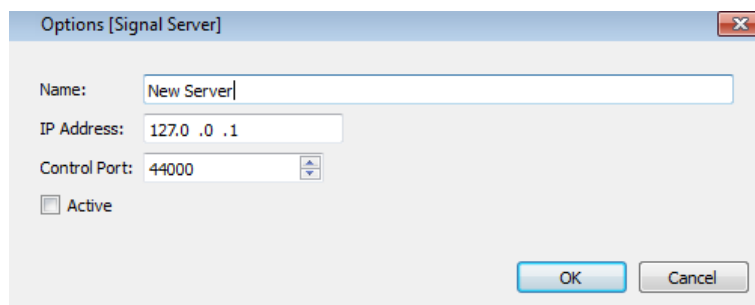 Options [Signal Server]
Name: New Server
IP Address: 127.0 .0 .1
Control Port: 44000
Active
OK Cancel